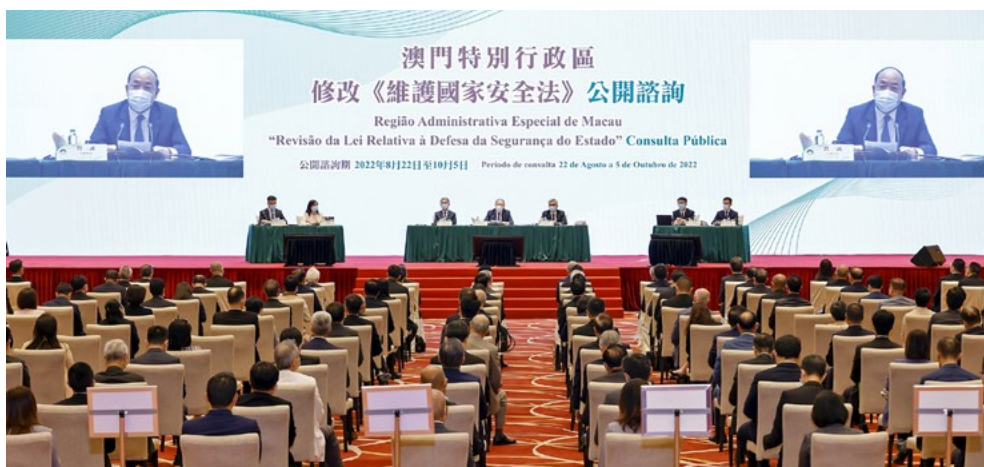 澳門特別行政區
修改《維護國家安全法》公開諮詢
Região Administrativa Especial de Macau
“Revisão da Lei Relativa à Defesa da Segurança do Estado” Consulta Pública
公開諮詢期 2022年8月22日至10月5日 Período de consulta 22 de Agosto a 5 de Outubro de 2022